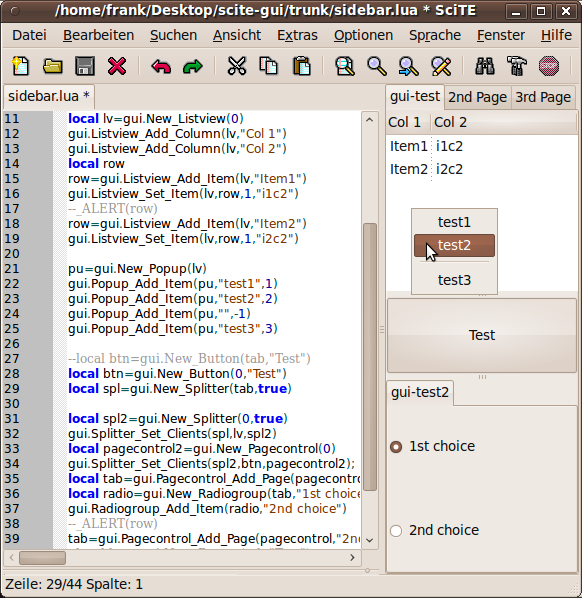 /home/frank/Desktop/scite-gui/trunk/sidebar.lua * SciTE
Datei Bearbeiten Suchen Ansicht Extras Optionen Sprache Fenster Hilfe
STOP
sidebar.lua *
11 local lv=gui.New_Listview(0)
12 gui.Listview_Add_Column(lv,"Col 1")
13 gui.Listview_Add_Column(lv,"Col 2")
14 local row
15 row=gui.Listview_Add_Item(lv,"Item1")
16 gui.Listview_Set_Item(lv,row,1,"i1c2")
17 --_ALERT(row)
18 row=gui.Listview_Add_Item(lv,"Item2")
19 gui.Listview_Set_Item(lv,row,1,"i2c2")
20
21 pu=gui.New_Popup(lv)
22 gui.Popup_Add_Item(pu,"test1",1)
23 gui.Popup_Add_Item(pu,"test2",2)
24 gui.Popup_Add_Item(pu,"",-1)
25 gui.Popup_Add_Item(pu,"test3",3)
26
27 --local btn=gui.New_Button(tab,"Test")
28 local btn=gui.New_Button(0,"Test")
29 local spl=gui.New_Splitter(tab,true)
30
31 local spl2=gui.New_Splitter(0,true)
32 gui.Splitter_Set_Clients(spl,lv,spl2)
33 local pagecontrol2=gui.New_Pagecontrol(0)
34 gui.Splitter_Set_Clients(spl2,btn,pagecontrol2);
35 local tab=gui.Pagecontrol_Add_Page(pagecontrol
36 local radio=gui.New_Radiogroup(tab,"1st choice
37 gui.Radiogroup_Add_Item(radio,"2nd choice")
38 --_ALERT(row)
39 tab=gui.Pagecontrol_Add_Page(pagecontrol,"2n
gui-test 2nd Page 3rd Page
Col 1 Col 2
Item1 i1c2
Item2 i2c2
test1
test2
test3
Test
gui-test2
1st choice
2nd choice
Zeile: 29/44 Spalte: 1